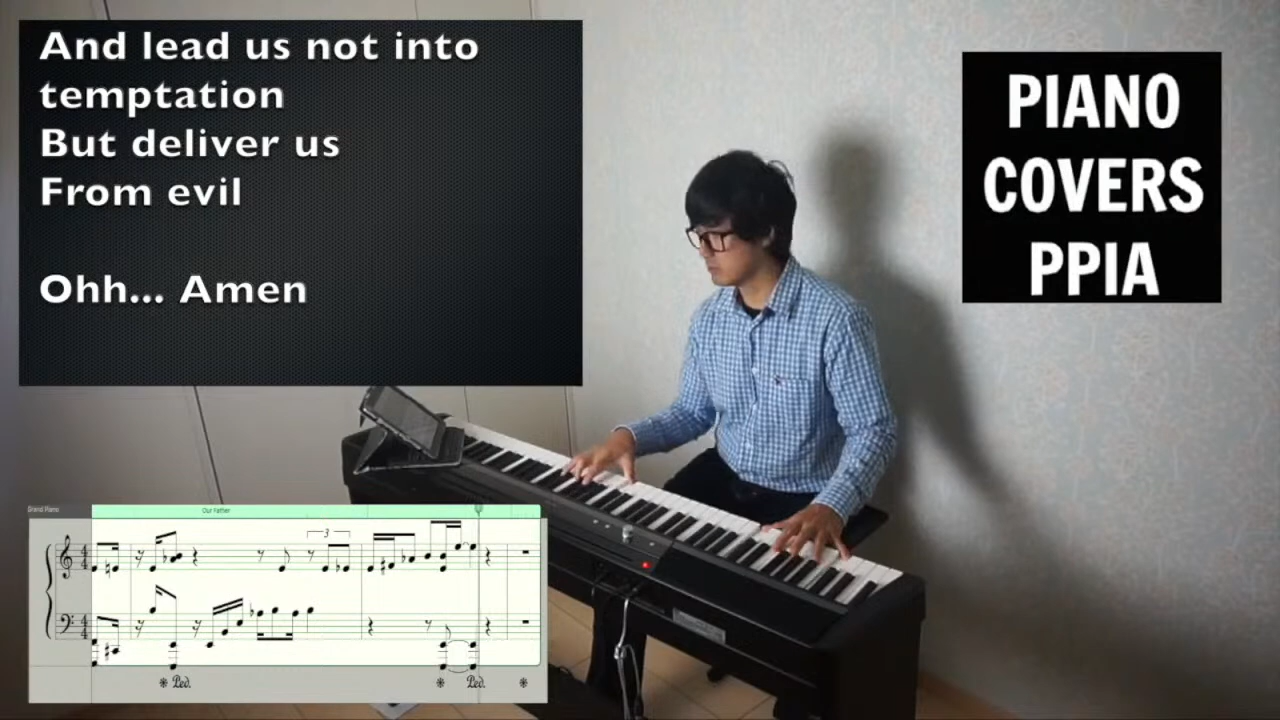 And lead us not into
temptation
But deliver us
From evil
Ohh... Amen
PIANO
COVERS
PPIA
Grand Piano
Our Father
3